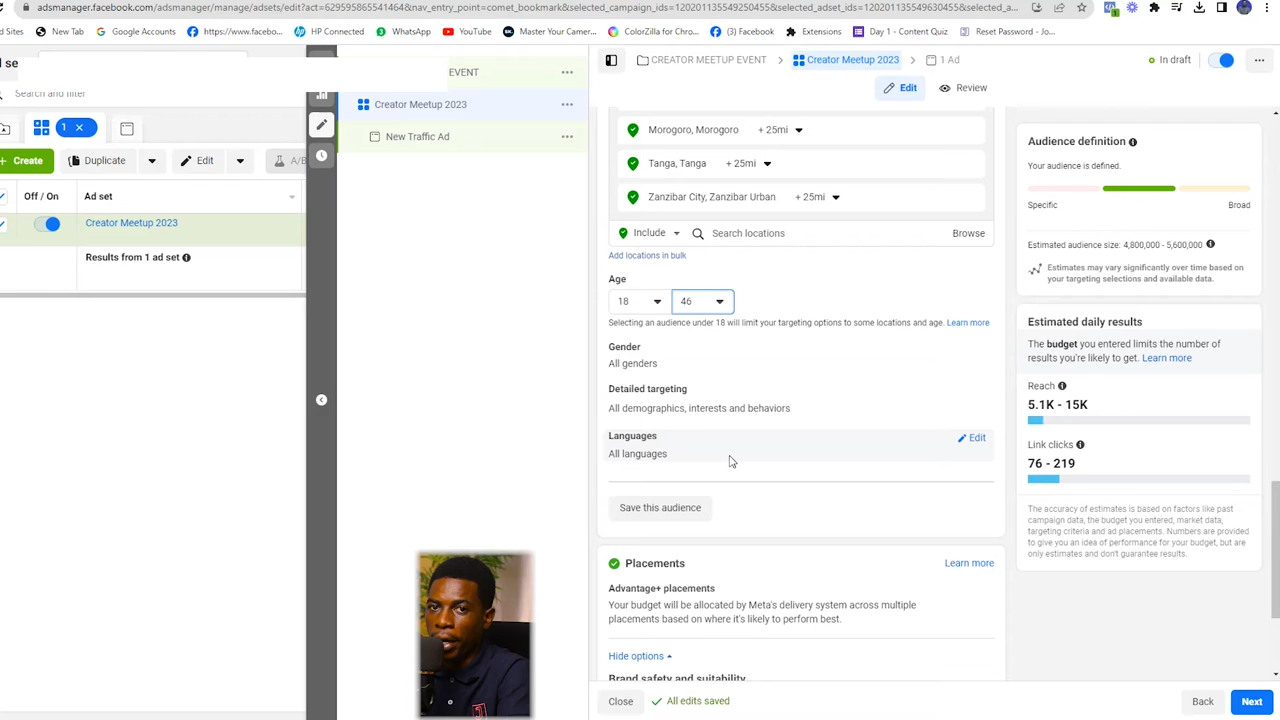 adsmanager.facebook.com/adsmanager/manage/adsets/edit?act=629595865541464&nav_entry_point=comet_bookmark&selected_campaign_ids=120201135549250455&selected_adset_ids=120201135549630455&selected_a...
New Tab
Google Accounts
https://www.facebo...
HP Connected
WhatsApp
YouTube
Master Your Camer...
ColorZilla for Chro...
(3) Facebook
Extensions
Day 1 - Content Quiz
Reset Password - Jo...
d se
EVENT
CREATOR MEETUP EVENT
Creator Meetup 2023
1 Ad
In draft
Edit
Review
Search and filter
Creator Meetup 2023
New Traffic Ad
1
Create
Duplicate
Edit
A/B
Off / On
Ad set
Creator Meetup 2023
Results from 1 ad set
Morogoro, Morogoro + 25mi
Tanga, Tanga + 25mi
Zanzibar City, Zanzibar Urban + 25mi
Include
Search locations
Browse
Add locations in bulk
Age
18
46
Selecting an audience under 18 will limit your targeting options to some locations and age. Learn more
Gender
All genders
Detailed targeting
All demographics, interests and behaviors
Languages
All languages
Edit
Save this audience
Placements
Learn more
Advantage+ placements
Your budget will be allocated by Meta's delivery system across multiple
placements based on where it's likely to perform best.
Hide options
Brand safety and suitability
Close
All edits saved
Back
Next
Audience definition
Your audience is defined.
Specific
Broad
Estimated audience size: 4,800,000 - 5,600,000
Estimates may vary significantly over time based on
your targeting selections and available data.
Estimated daily results
The budget you entered limits the number of
results you're likely to get. Learn more
Reach
5.1K - 15K
Link clicks
76 - 219
The accuracy of estimates is based on factors like past
campaign data, the budget you entered, market data,
targeting criteria and ad placements. Numbers are provided
to give you an idea of performance for your budget, but are
only estimates and don't guarantee results.